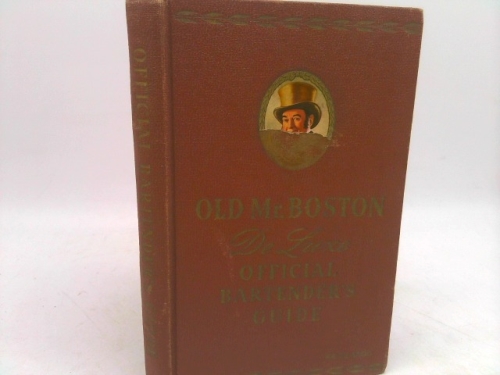 OLD Mr. BOSTON
De Luxe
OFFICIAL
BARTENDER'S
GUIDE
OFFICIAL BARTENDER'S